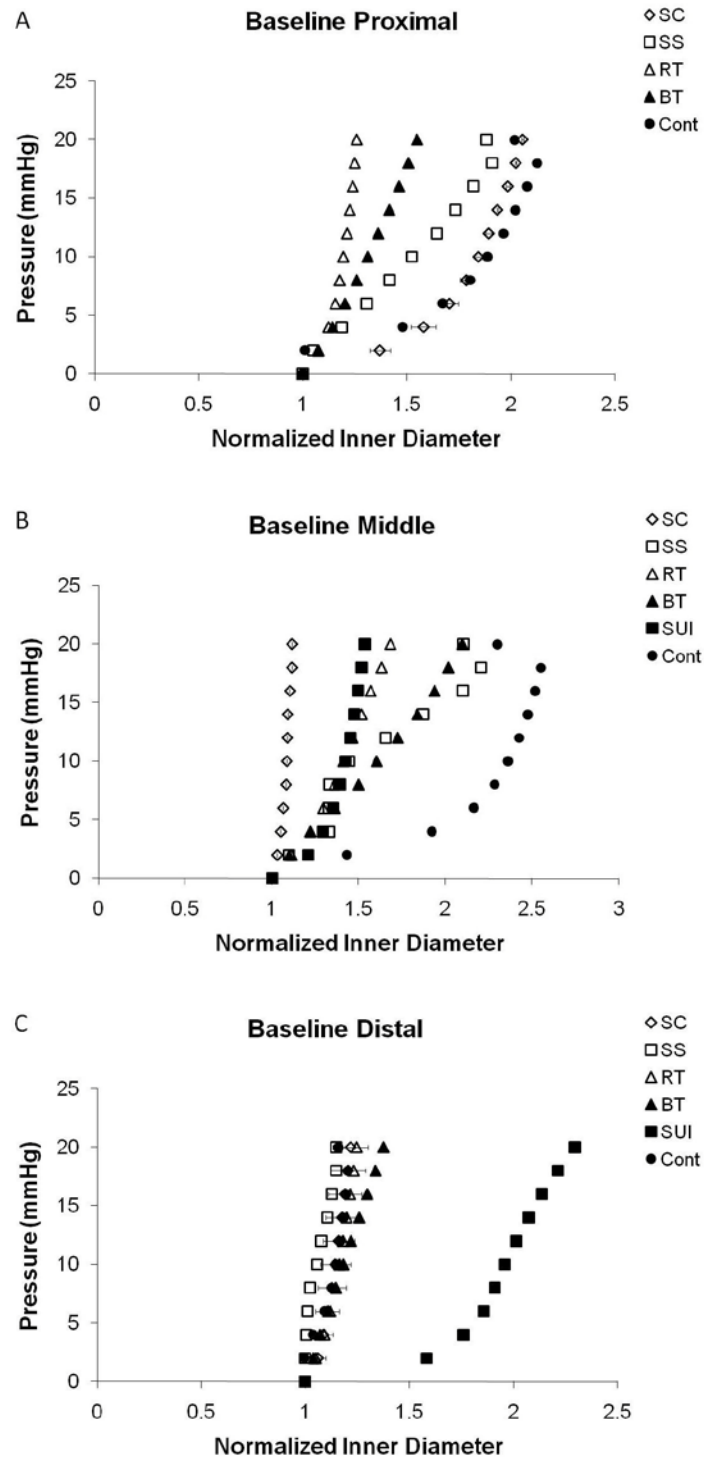 A
Baseline Proximal
SC
SS
RT
BT
Cont
25
20
15
10
5
0
Pressure (mmHg)
0 0.5 1 1.5 2 2.5
Normalized Inner Diameter
B
Baseline Middle
SC
SS
RT
BT
SUI
Cont
25
20
15
10
5
0
Pressure (mmHg)
0 0.5 1 1.5 2 2.5 3
Normalized Inner Diameter
C
Baseline Distal
SC
SS
RT
BT
SUI
Cont
25
20
15
10
5
0
Pressure (mmHg)
0 0.5 1 1.5 2 2.5
Normalized Inner Diameter